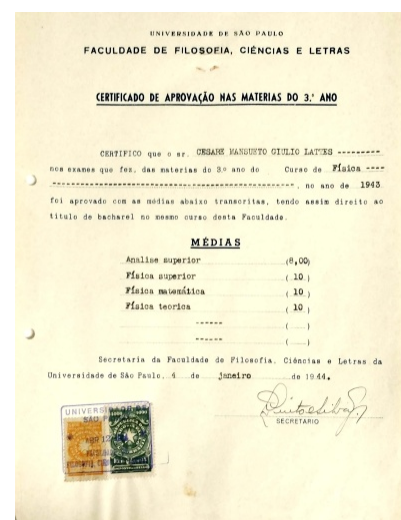 UNIVERSIDADE DE SÃO PAULO
FACULDADE DE FILOSOFIA, CIÊNCIAS E LETRAS
CERTIFICADO DE APROVAÇÃO NAS MATERIAS DO 3.º ANO
CERTIFICO que o sr. CESARE MANSUETO GIULIO LATTES ---------
nos exames que fez, das materias do 3.º ano do Curso de Física ----
----------------------------------------, no ano de 1943
foi aprovado com as médias abaixo transcritas, tendo assim direito ao
titulo de bacharel no mesmo curso desta Faculdade.
MÉDIAS
Analise superior (8,00)
Física superior ( 10 )
Física matemática ( 10 )
Física teorica ( 10 )
------ ( )
------ ( )
Secretaria da Faculdade de Filosofia, Ciências e Letras da
Universidade de São Paulo, 4 de janeiro de 1944.
SECRETARIO
UNIVERSIDADE DE
SÃO PAULO